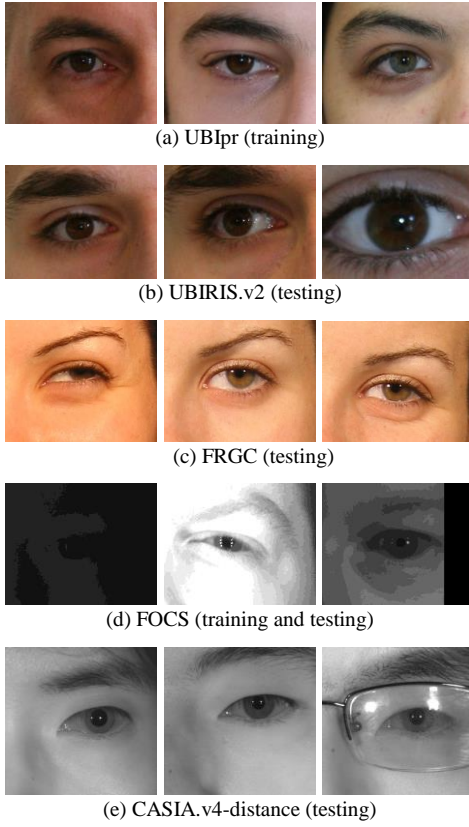 (a) UBIpr (training)
(b) UBIRIS.v2 (testing)
(c) FRGC (testing)
(d) FOCS (training and testing)
(e) CASIA.v4-distance (testing)